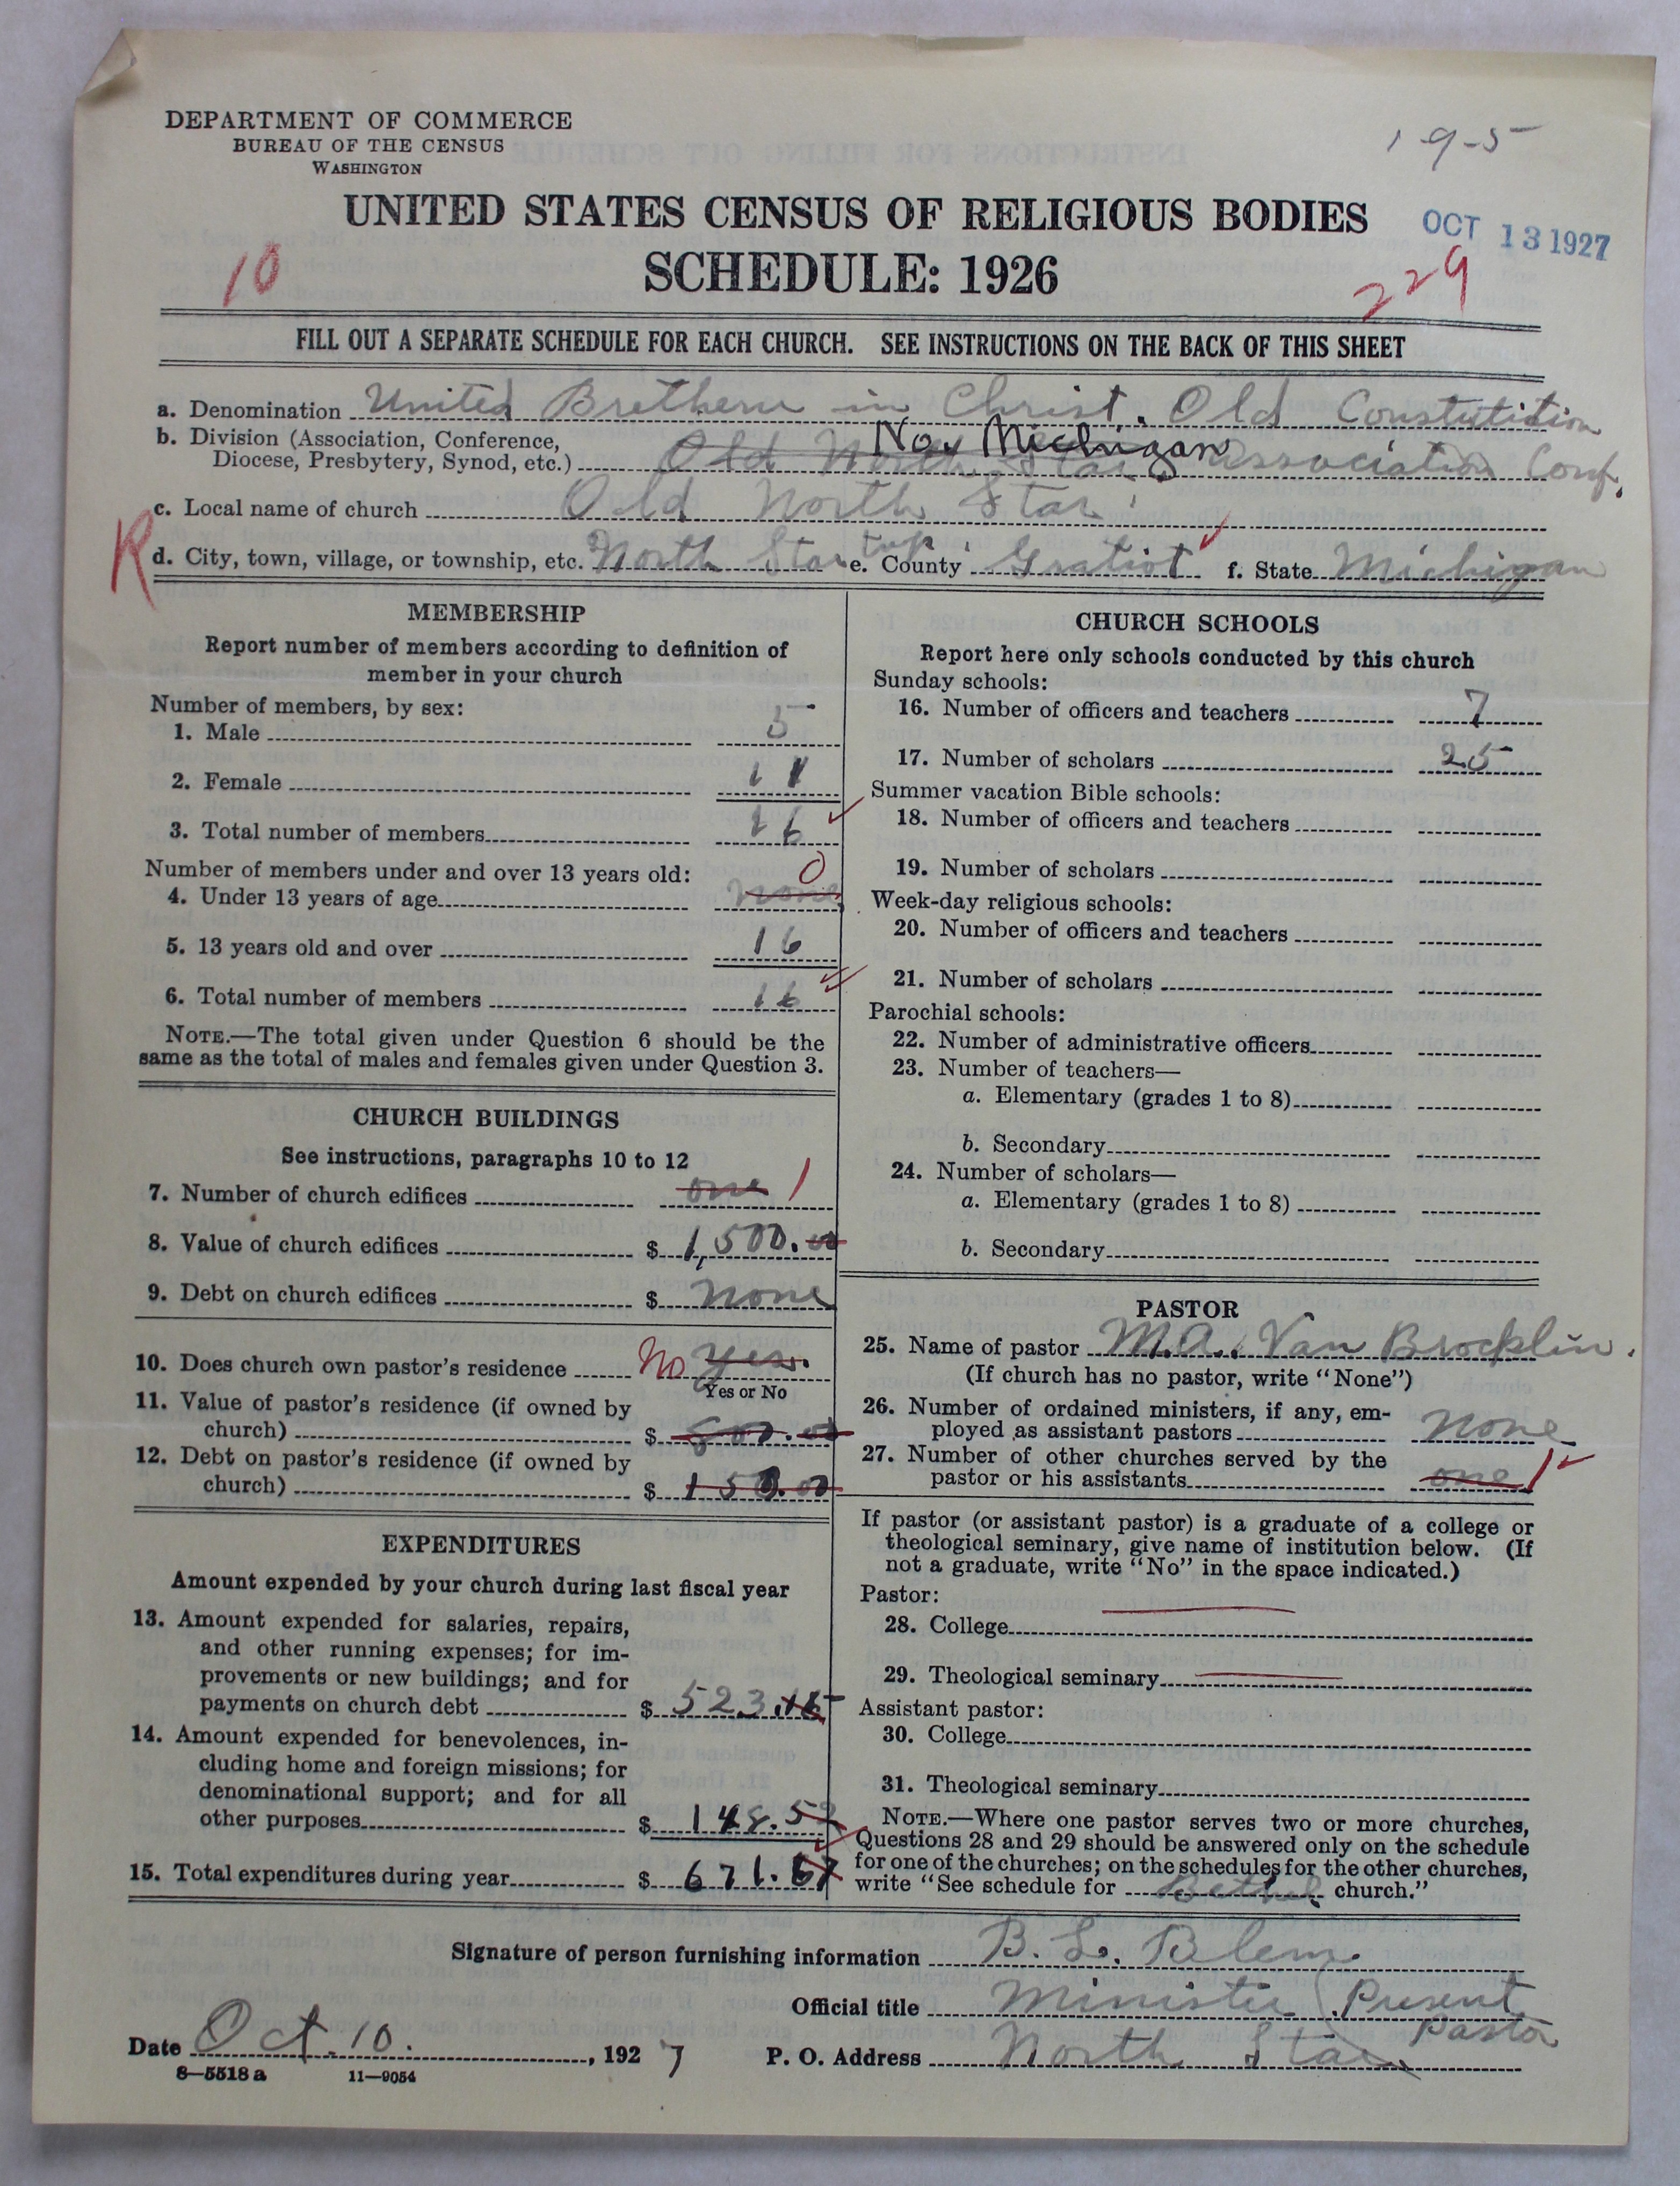 DEPARTMENT OF COMMERCE
BUREAU OF THE CENSUS
WASHINGTON
1-9-5
UNITED STATES CENSUS OF RELIGIOUS BODIES
OCT 13 1927
SCHEDULE: 1926
10
229
FILL OUT A SEPARATE SCHEDULE FOR EACH CHURCH. SEE INSTRUCTIONS ON THE BACK OF THIS SHEET
a. Denomination United Brethern in Christ. Old Constutition
b. Division (Association, Conference, No. Michigan
Diocese, Presbytery, Synod, etc.) Old North Star Association Conf.
c. Local name of church Old North Star
R
d. City, town, village, or township, etc. North Star twp. e. County Gratiot f. State Michigan
MEMBERSHIP
Report number of members according to definition of
member in your church
Number of members, by sex:
1. Male 5
2. Female 11
3. Total number of members 16
Number of members under and over 13 years old: 0
4. Under 13 years of age none
5. 13 years old and over 16
6. Total number of members 16
NOTE.—The total given under Question 6 should be the
same as the total of males and females given under Question 3.
CHURCH BUILDINGS
See instructions, paragraphs 10 to 12
7. Number of church edifices one 1
8. Value of church edifices $ 1,500.00
9. Debt on church edifices $ none
10. Does church own pastor's residence No yes.
Yes or No
11. Value of pastor's residence (if owned by
church) $ 800.00
12. Debt on pastor's residence (if owned by
church) $ 150.00
EXPENDITURES
Amount expended by your church during last fiscal year
13. Amount expended for salaries, repairs,
and other running expenses; for im-
provements or new buildings; and for
payments on church debt $ 523.15
14. Amount expended for benevolences, in-
cluding home and foreign missions; for
denominational support; and for all
other purposes $ 148.52
15. Total expenditures during year $ 671.67
CHURCH SCHOOLS
Report here only schools conducted by this church
Sunday schools:
16. Number of officers and teachers 7
17. Number of scholars 25
Summer vacation Bible schools:
18. Number of officers and teachers
19. Number of scholars
Week-day religious schools:
20. Number of officers and teachers
21. Number of scholars
Parochial schools:
22. Number of administrative officers
23. Number of teachers—
a. Elementary (grades 1 to 8)
b. Secondary
24. Number of scholars—
a. Elementary (grades 1 to 8)
b. Secondary
PASTOR
25. Name of pastor M.A. Van Brocklin.
(If church has no pastor, write "None")
26. Number of ordained ministers, if any, em-
ployed as assistant pastors none
27. Number of other churches served by the
pastor or his assistants one 1
If pastor (or assistant pastor) is a graduate of a college or
theological seminary, give name of institution below. (If
not a graduate, write "No" in the space indicated.)
Pastor:
28. College
29. Theological seminary
Assistant pastor:
30. College
31. Theological seminary
NOTE.—Where one pastor serves two or more churches,
Questions 28 and 29 should be answered only on the schedule
for one of the churches; on the schedules for the other churches,
write "See schedule for Bethel church."
Signature of person furnishing information B. L.
Official title Minister (Present
Pastor
Date Oct. 10. , 1927 P. O. Address North Star
8—5518 a 11—9054